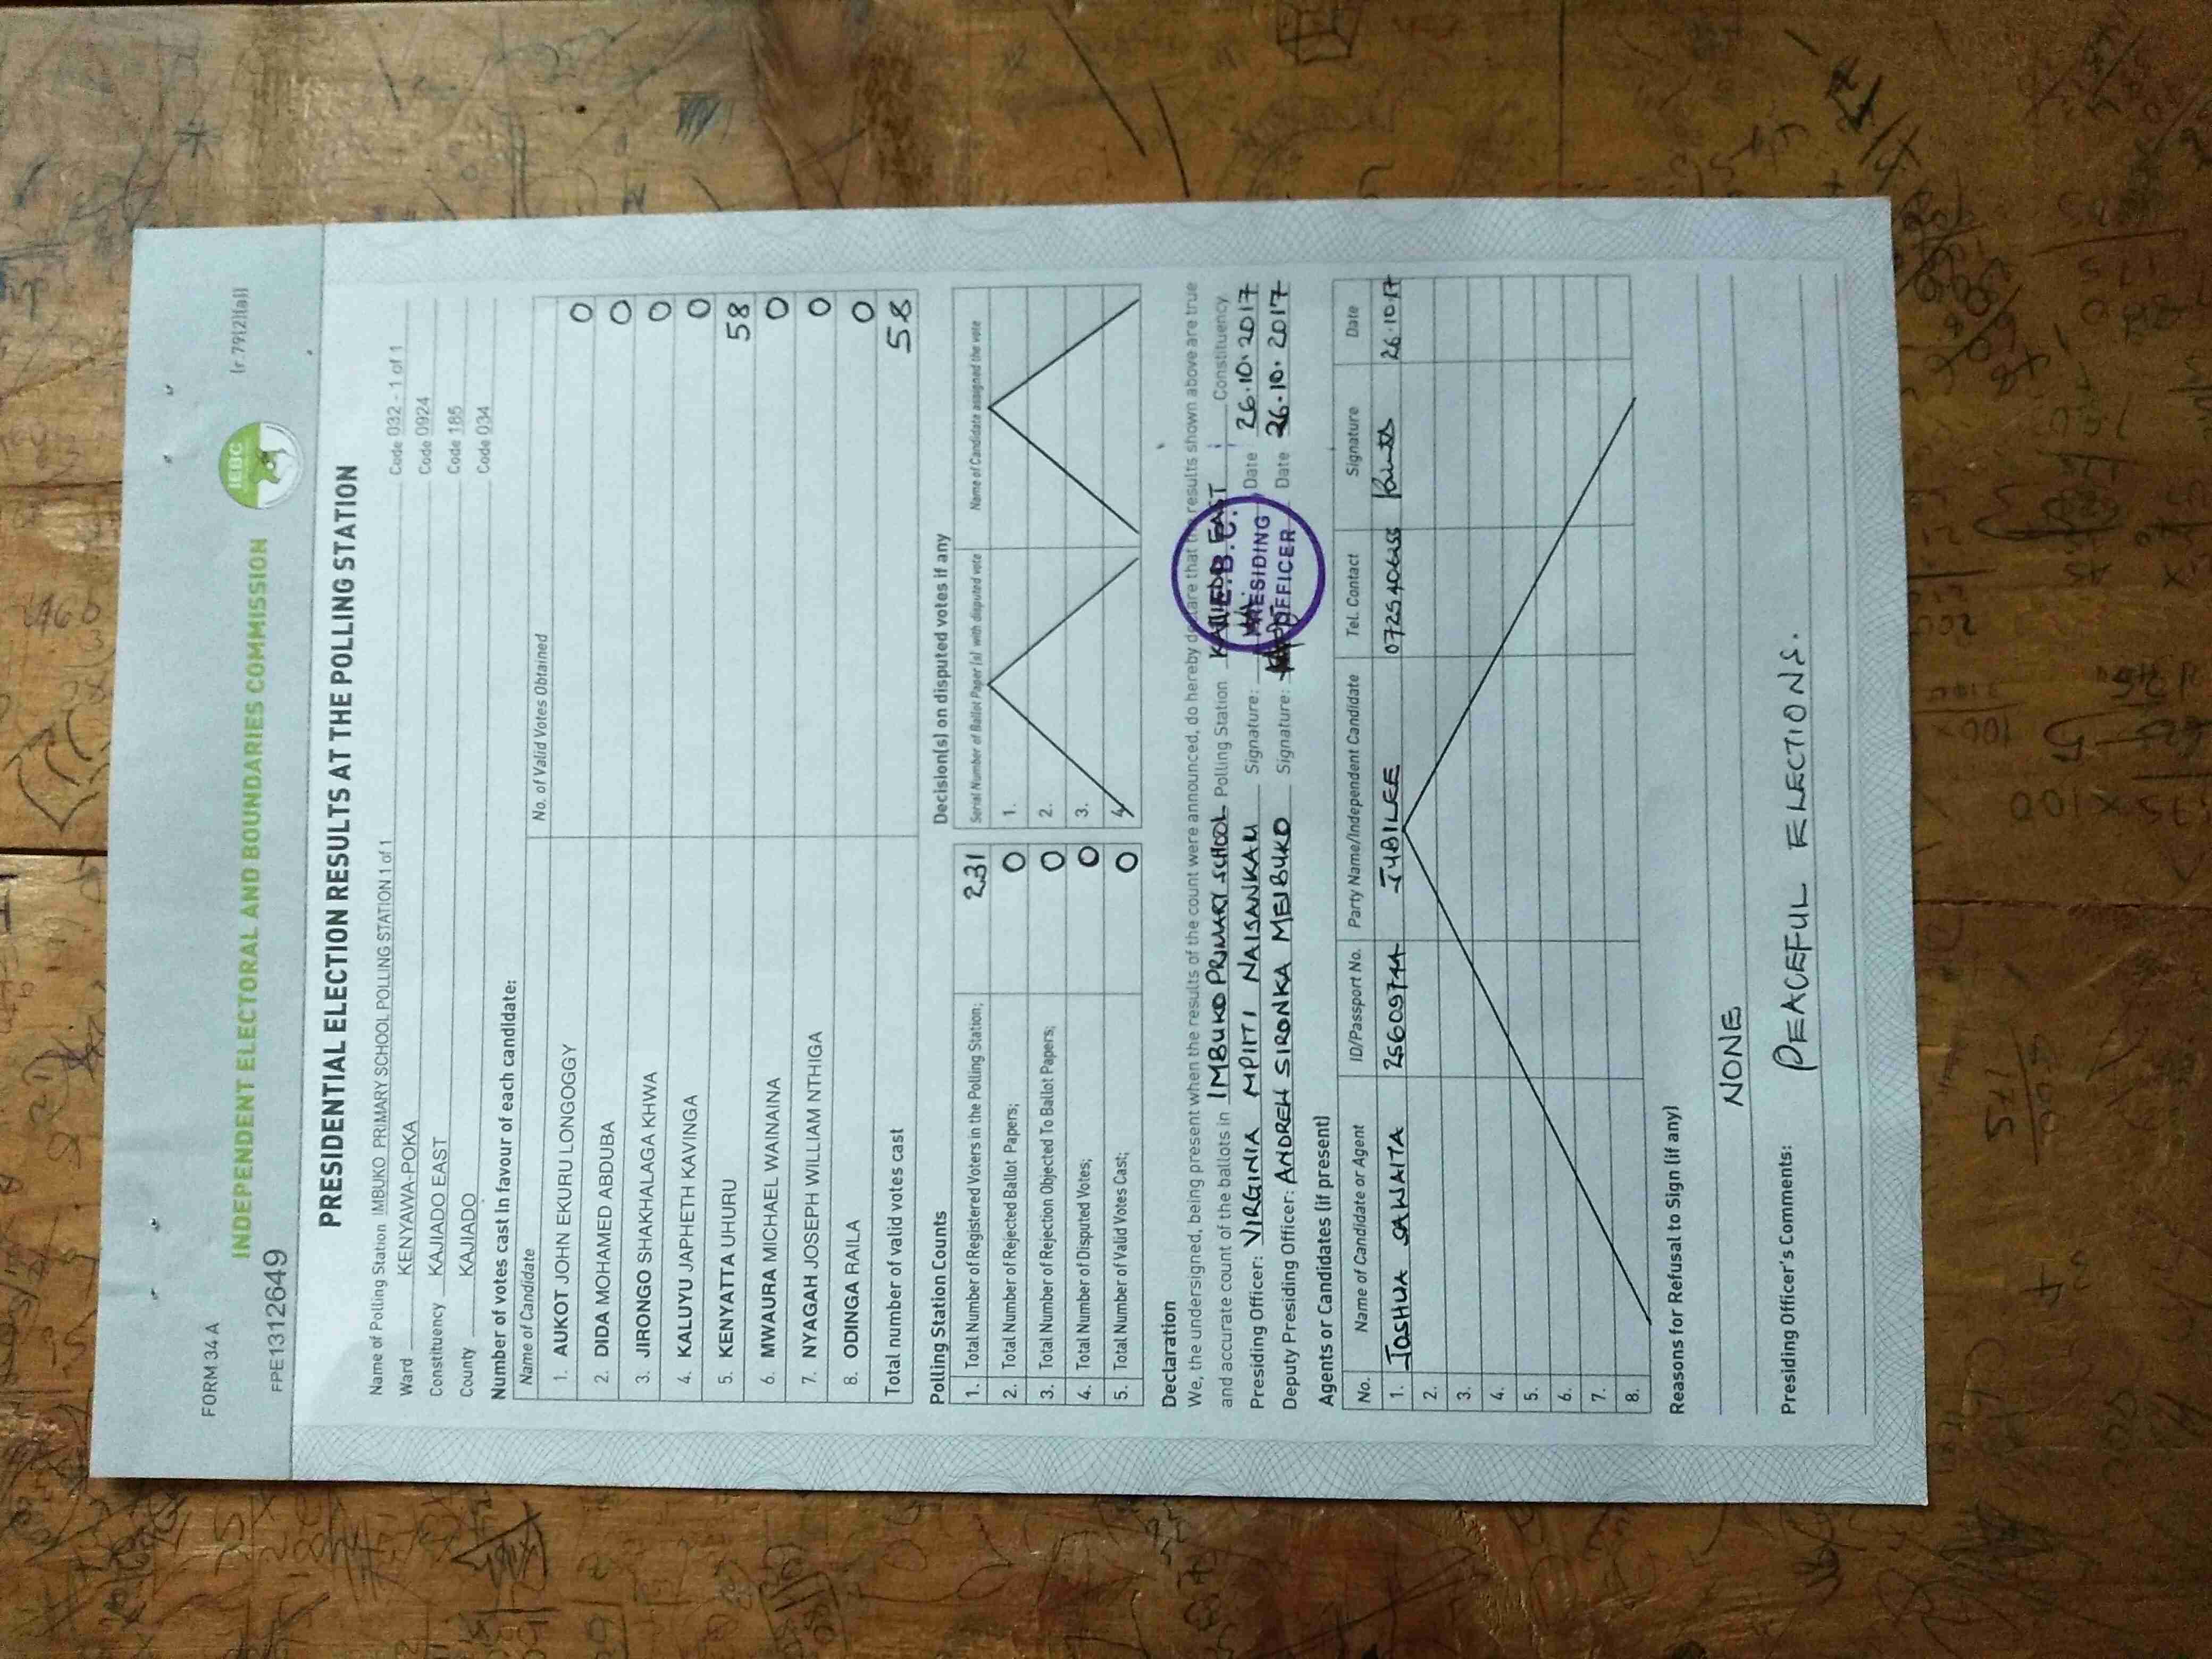 FORM 34 A
(r.79(2)(a))
INDEPENDENT ELECTORAL AND BOUNDARIES COMMISSION
IEBC
FPE1312649
PRESIDENTIAL ELECTION RESULTS AT THE POLLING STATION
Name of Polling Station IMBUKO PRIMARY SCHOOL POLLING STATION 1 of 1 Code 032 - 1 of 1
Ward KENYAWA-POKA Code 0924
Constituency KAJIADO EAST Code 185
County KAJIADO Code 034
Number of votes cast in favour of each candidate:
Name of Candidate No. of Valid Votes Obtained
1. AUKOT JOHN EKURU LONGOGGY 0
2. DIDA MOHAMED ABDUBA 0
3. JIRONGO SHAKHALAGA KHWA 0
4. KALUYU JAPHETH KAVINGA 0
5. KENYATTA UHURU 58
6. MWAURA MICHAEL WAINAINA 0
7. NYAGAH JOSEPH WILLIAM NTHIGA 0
8. ODINGA RAILA 0
Total number of valid votes cast 58
Polling Station Counts
1. Total Number of Registered Voters in the Polling Station; 231
2. Total Number of Rejected Ballot Papers; 0
3. Total Number of Rejection Objected To Ballot Papers; 0
4. Total Number of Disputed Votes; 0
5. Total Number of Valid Votes Cast; 0
Decision(s) on disputed votes if any
Serial Number of Ballot Paper (s) with disputed vote Name of Candidate assigned the vote
1.
2.
3.
4
Declaration
We, the undersigned, being present when the results of the count were announced, do hereby declare that the results shown above are true
and accurate count of the ballots in IMBUKO PRIMARY SCHOOL Polling Station KAJIADO EAST Constituency.
Presiding Officer: VIRGINIA MPIITI NAISANKAU Signature: Date 26.10.2017
Deputy Presiding Officer: ANDREW SIRONKA MEIBUKO Signature: Date 26.10.2017
I.E.B.C.
PRESIDING
OFFICER
Agents or Candidates (if present)
No. Name of Candidate or Agent ID/Passport No. Party Name/Independent Candidate Tel. Contact Signature Date
1. JOSHUA SAWAITA 25609744 JUBILEE 26.10.17
2.
3.
4.
5.
6.
7.
8.
Reasons for Refusal to Sign (if any)
NONE
Presiding Officer's Comments:
PEACEFUL ELECTIONS.